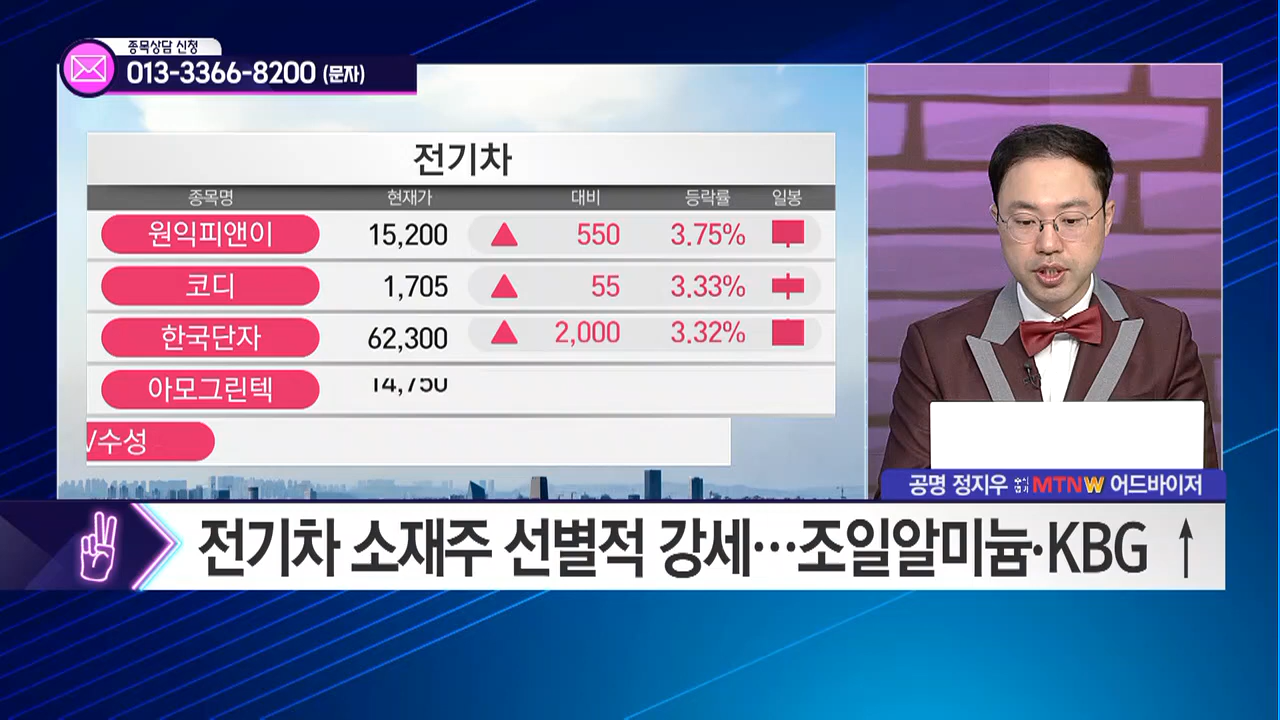 종목상담 신청
013-3366-8200 (문자)
전기차
종목명 현재가 대비 등락률 일봉
원익피앤이 15,200 ▲ 550 3.75%
코디 1,705 ▲ 55 3.33%
한국단자 62,300 ▲ 2,000 3.32%
아모그린텍 14,750
/수성
공명 정지우 MTNW 어드바이저
전기차 소재주 선별적 강세…조일알미늄·KBG ↑